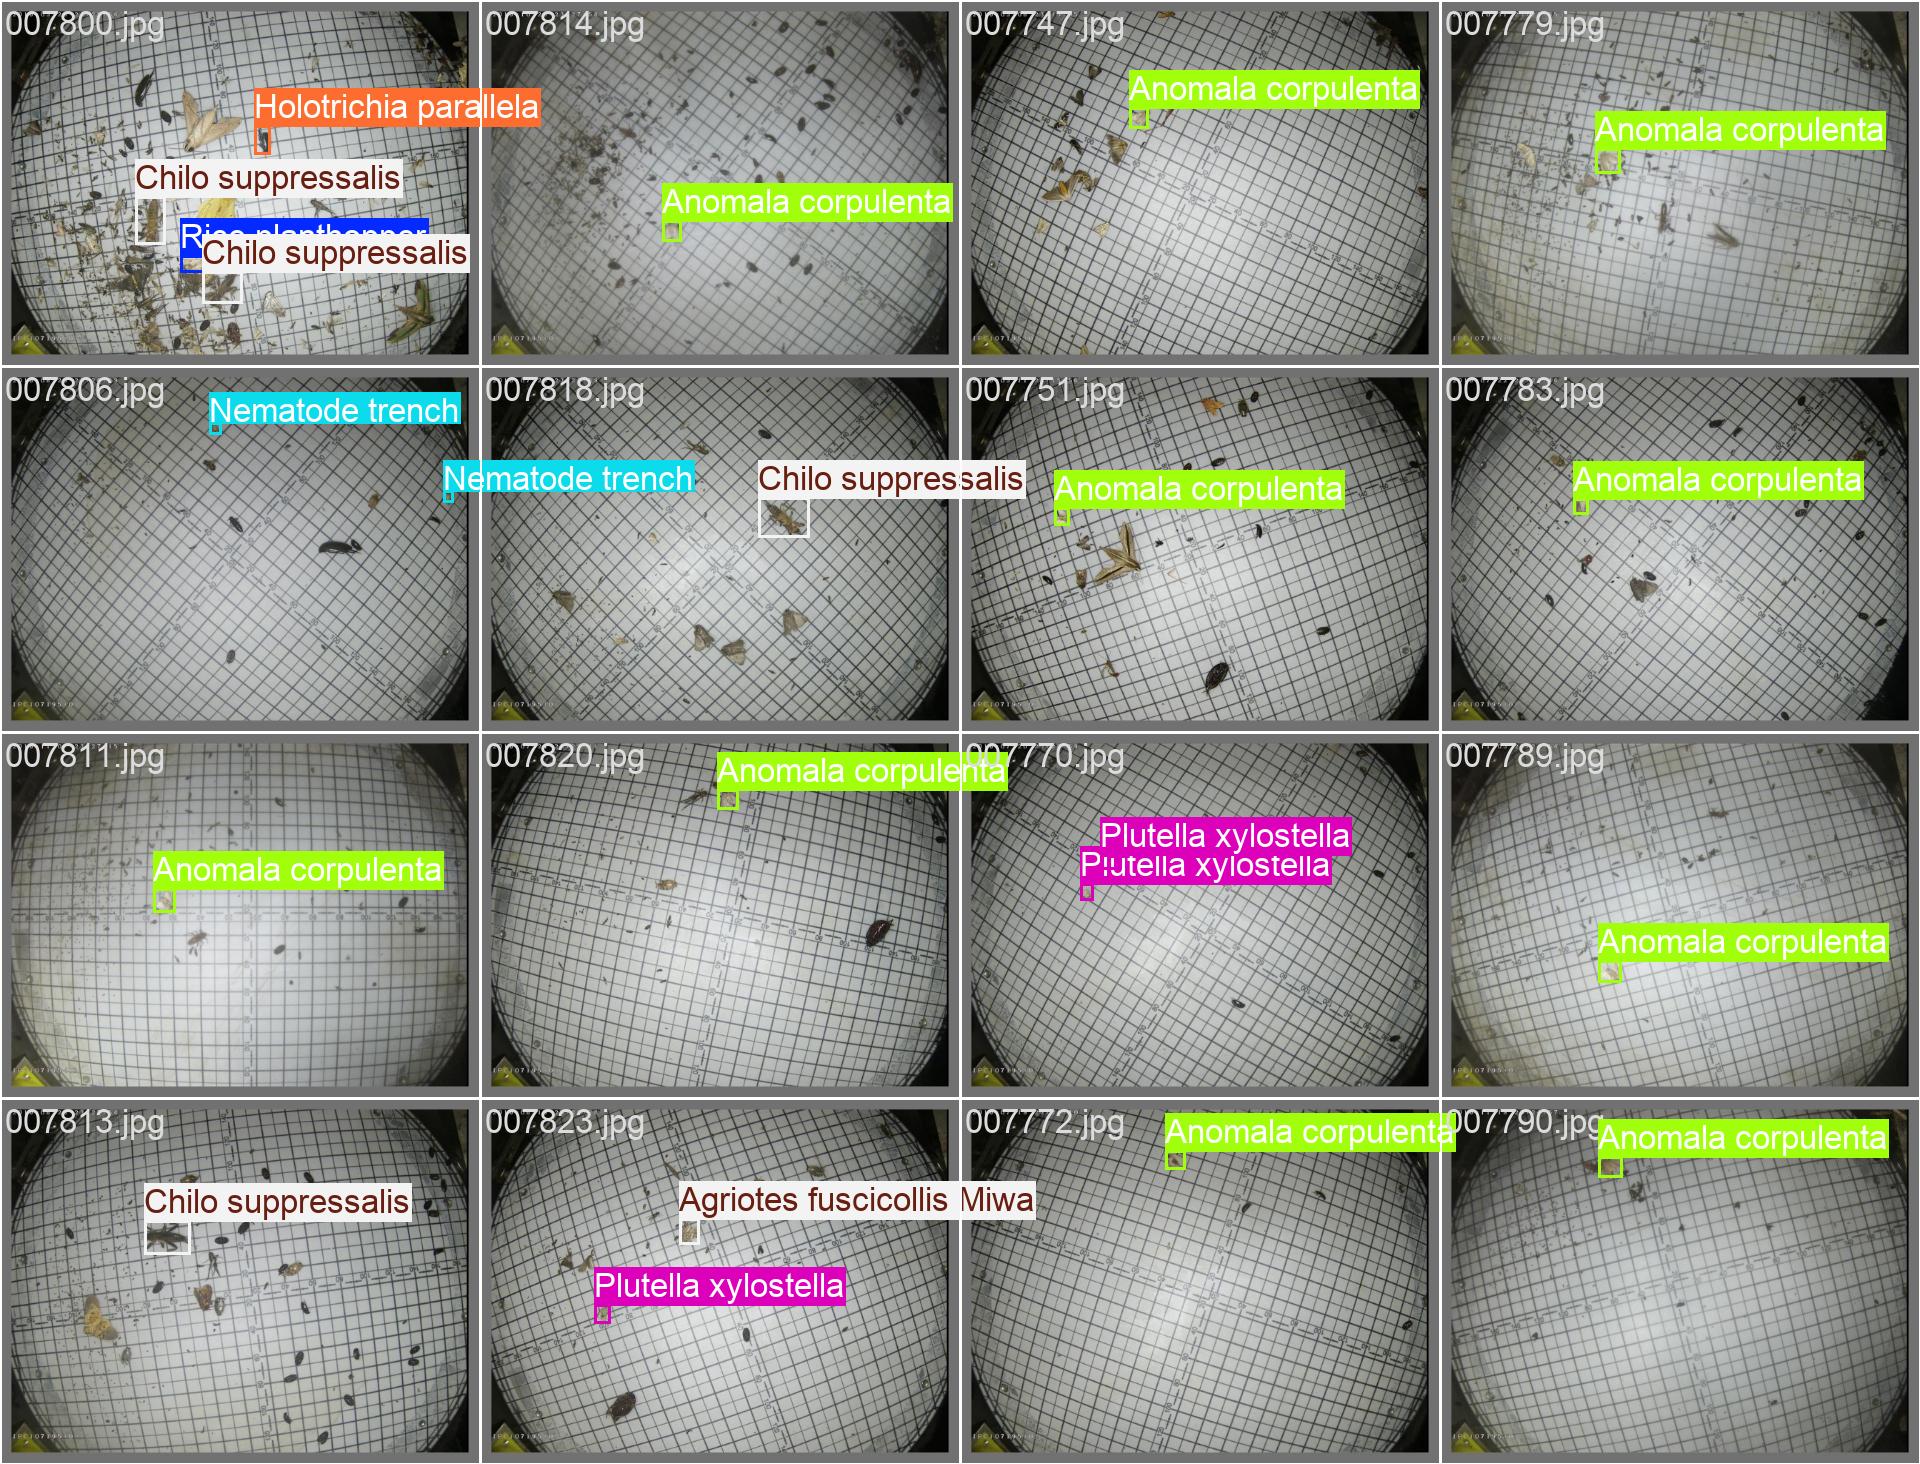 007800.jpg
Holotrichia parallela
Chilo suppressalis
Rice planthopper
Chilo suppressalis
007814.jpg
Anomala corpulenta
007747.jpg
Anomala corpulenta
007779.jpg
Anomala corpulenta
007806.jpg
Nematode trench
Nematode trench
007818.jpg
Chilo suppressalis
007751.jpg
Anomala corpulenta
007783.jpg
Anomala corpulenta
007811.jpg
Anomala corpulenta
007820.jpg
Anomala corpulenta
007770.jpg
Plutella xylostella
Plutella xylostella
007789.jpg
Anomala corpulenta
007813.jpg
Chilo suppressalis
007823.jpg
Agriotes fuscicollis Miwa
Plutella xylostella
007772.jpg
Anomala corpulenta
007790.jpg
Anomala corpulenta